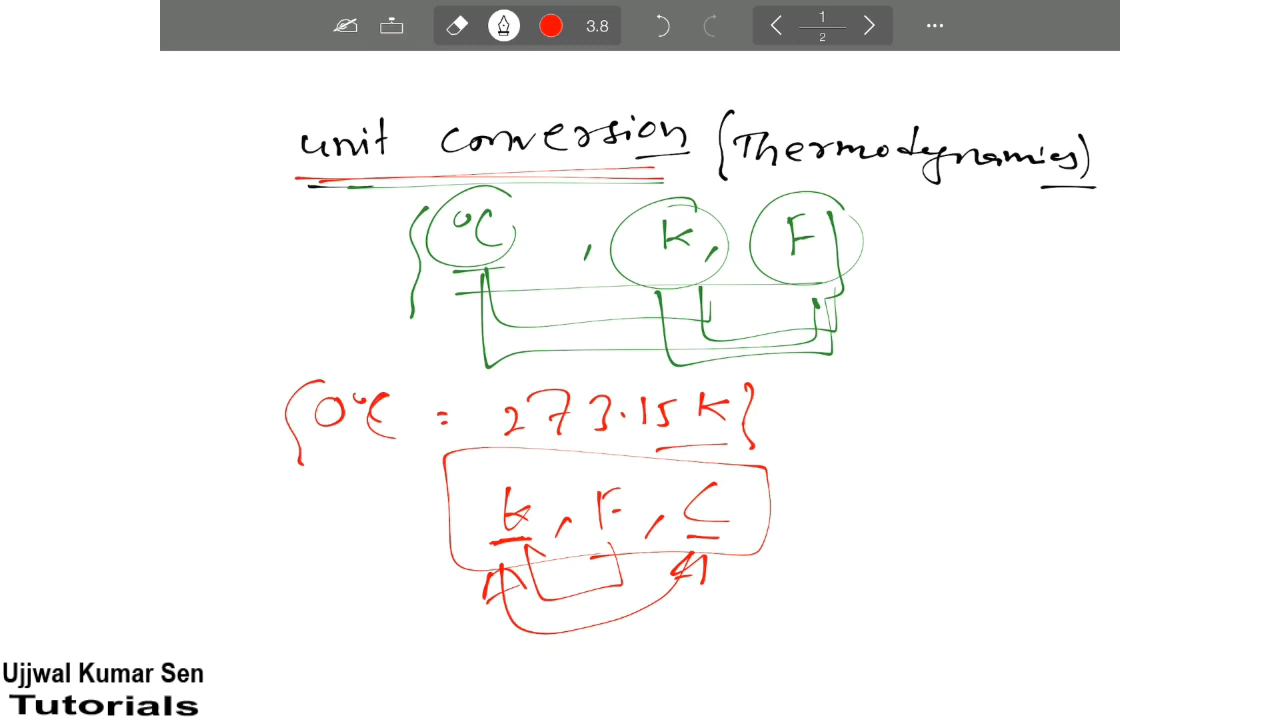 3.8
1
2
unit conversion (Thermodynamics)
°C , K, F
0°C = 273.15 K
K, F, C
Ujjwal Kumar Sen
Tutorials